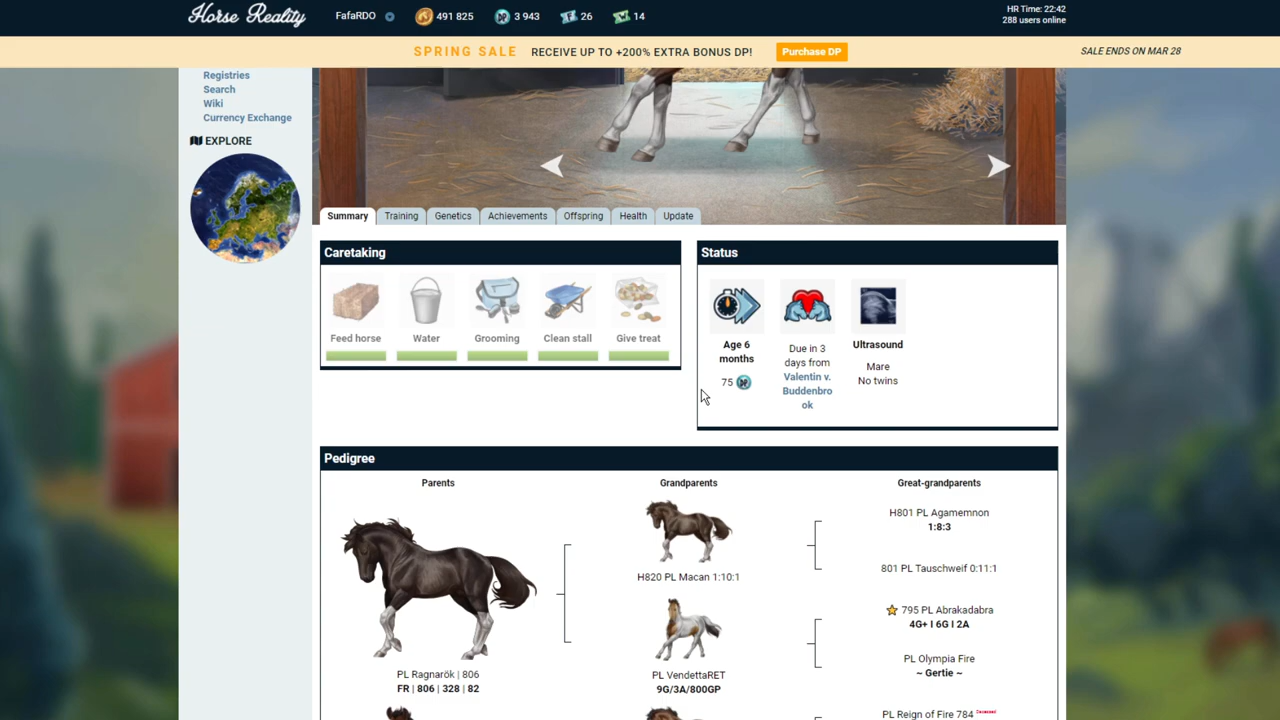 Horse Reality
FafaRDO
491 825
3 943
26
14
HR Time: 22:42
288 users online
SPRING SALE RECEIVE UP TO +200% EXTRA BONUS DP! Purchase DP
SALE ENDS ON MAR 28
Registries
Search
Wiki
Currency Exchange
EXPLORE
Summary Training Genetics Achievements Offspring Health Update
Caretaking
Feed horse Water Grooming Clean stall Give treat
Status
Age 6
months
75
Due in 3
days from
Valentin v.
Buddenbro
ok
Ultrasound
Mare
No twins
Pedigree
Parents Grandparents Great-grandparents
PL Ragnarök | 806
FR | 806 | 328 | 82
H820 PL Macan 1:10:1
PL VendettaRET
9G/3A/800GP
H801 PL Agamemnon
1:8:3
801 PL Tauschweif 0:11:1
795 PL Abrakadabra
4G+ I 6G I 2A
PL Olympia Fire
~ Gertie ~
PL Reign of Fire 784